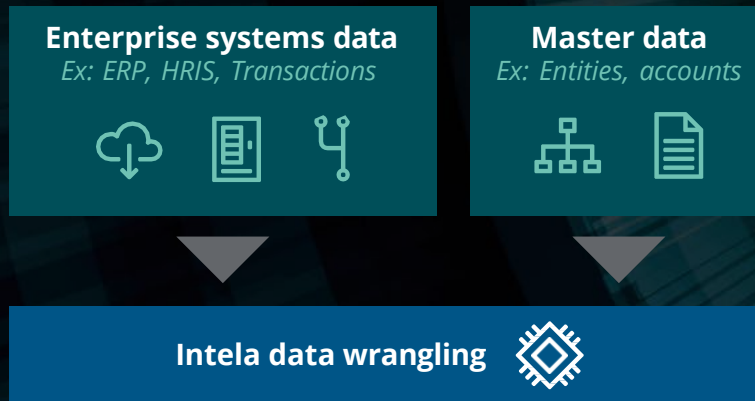 Enterprise systems data
Ex: ERP, HRIS, Transactions
Master data
Ex: Entities, accounts
Intela data wrangling